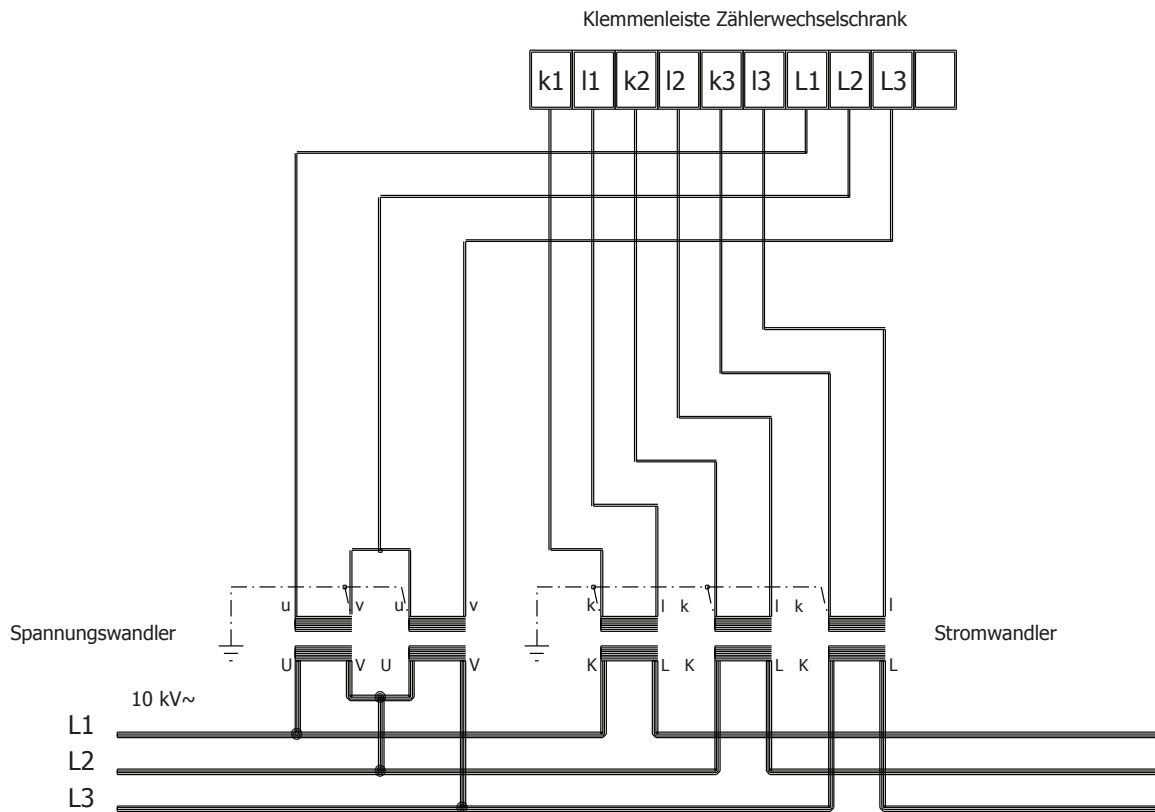 Klemmenleiste Zählerwechselschrank
k1 l1 k2 l2 k3 l3 L1 L2 L3
u v u v k l k l k l
Spannungswandler Stromwandler
U V U V K L K L K L
10 kV~
L1
L2
L3